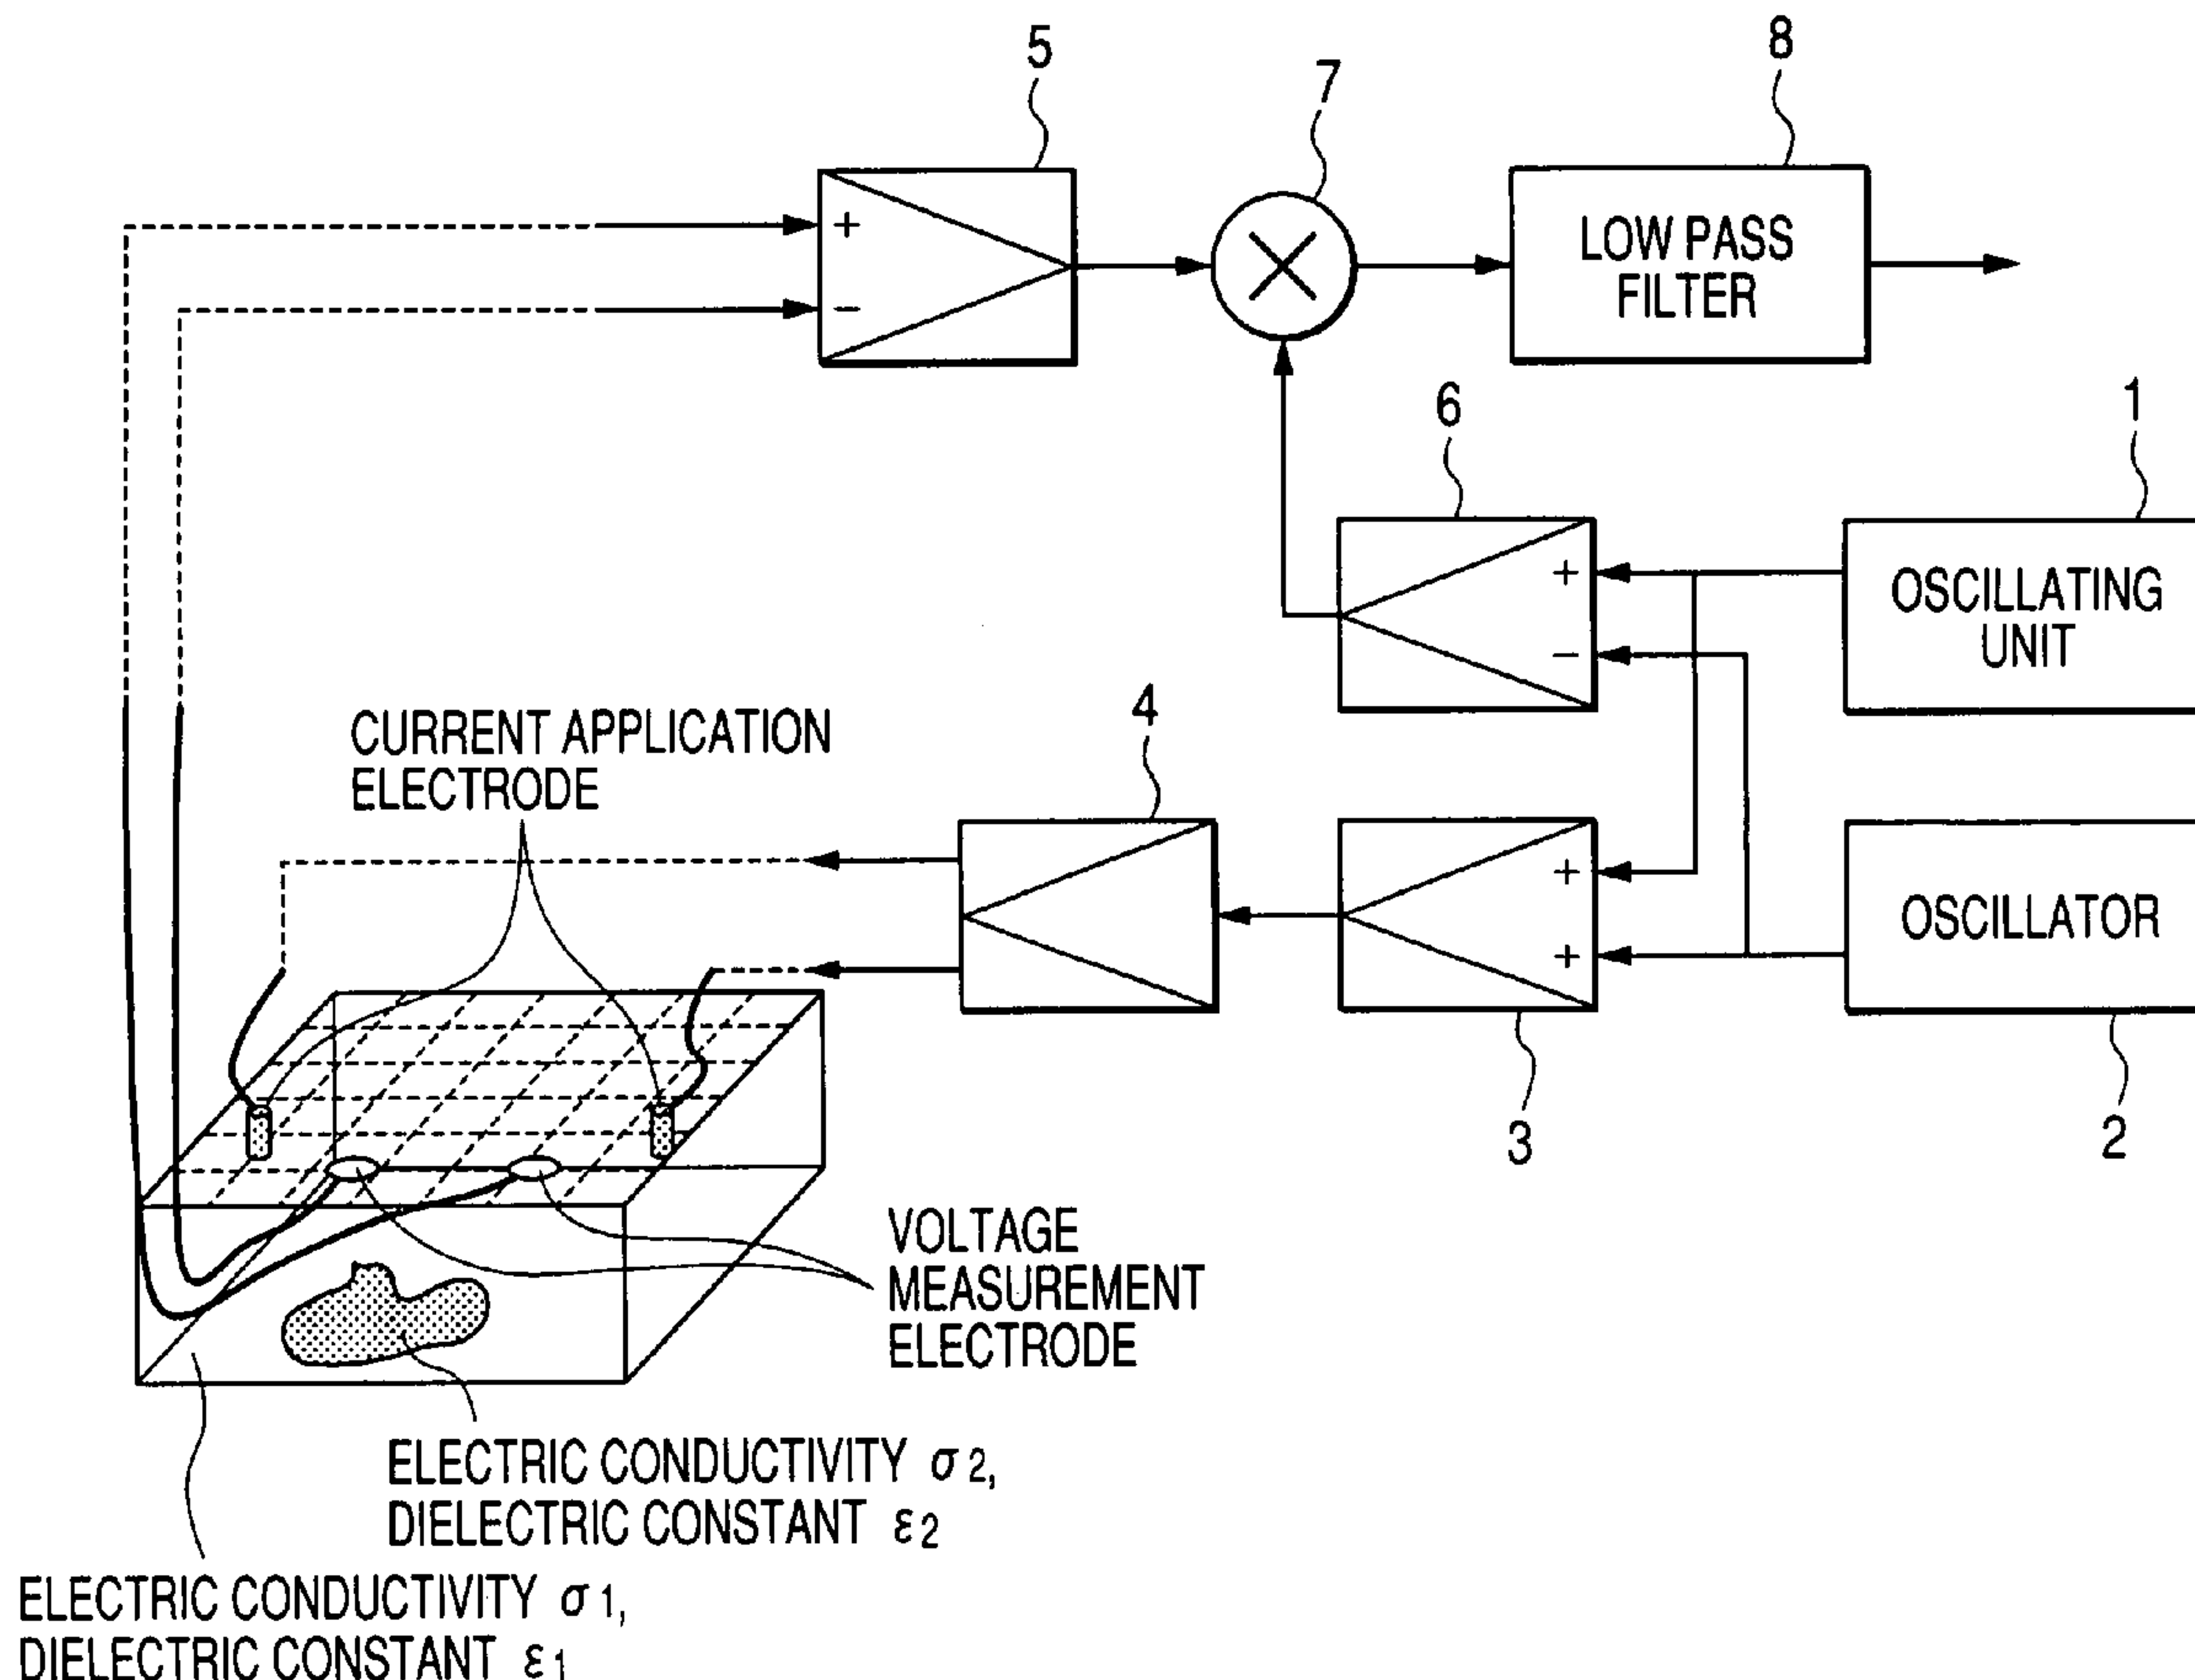 5
7
8
+
−
LOW PASS
FILTER
6
1
+
−
OSCILLATING
UNIT
CURRENT APPLICATION
ELECTRODE
4
+
+
OSCILLATOR
3
2
VOLTAGE
MEASUREMENT
ELECTRODE
ELECTRIC CONDUCTIVITY σ2,
DIELECTRIC CONSTANT ε2
ELECTRIC CONDUCTIVITY σ1,
DIELECTRIC CONSTANT ε1